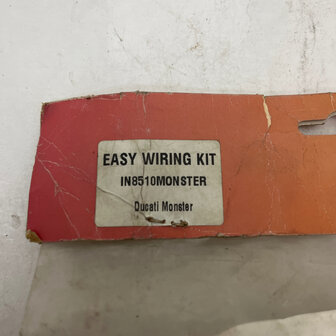 EASY WIRING KIT
IN8510MONSTER
Ducati Monster